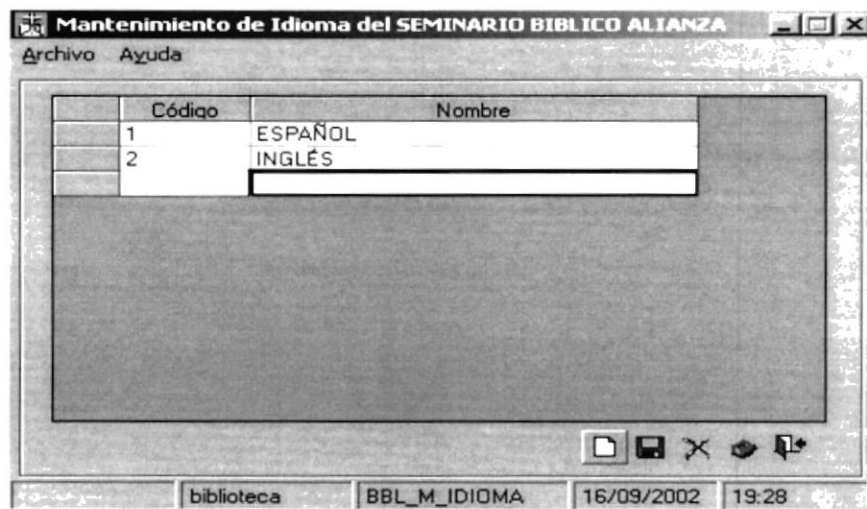 Mantenimiento de Idioma del SEMINARIO BIBLICO ALIANZA
Archivo Ayuda
Código Nombre
1 ESPAÑOL
2 INGLÉS
biblioteca BBL_M_IDIOMA 16/09/2002 19:28